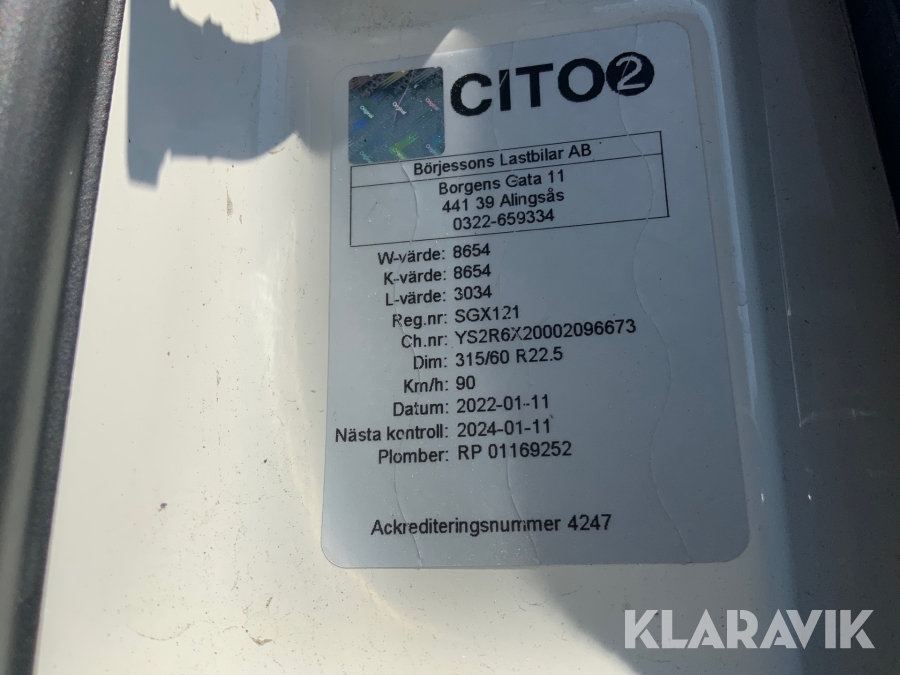 CITO2
Börjessons Lastbilar AB
Borgens Gata 11
441 39 Alingsås
0322-659334
W-värde: 8654
K-värde: 8654
L-värde: 3034
Reg.nr: SGX121
Ch.nr: YS2R6X20002096673
Dim: 315/60 R22.5
Km/h: 90
Datum: 2022-01-11
Nästa kontroll: 2024-01-11
Plomber: RP 01169252
Ackrediteringsnummer 4247
KLARAVIK